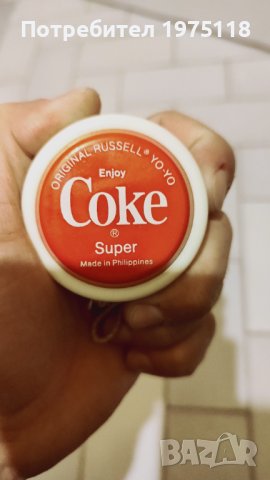 Потребител 1975118
ORIGINAL RUSSELL® YO-YO
Enjoy
Coke
®
Super
Made in Philippines
BAZAR